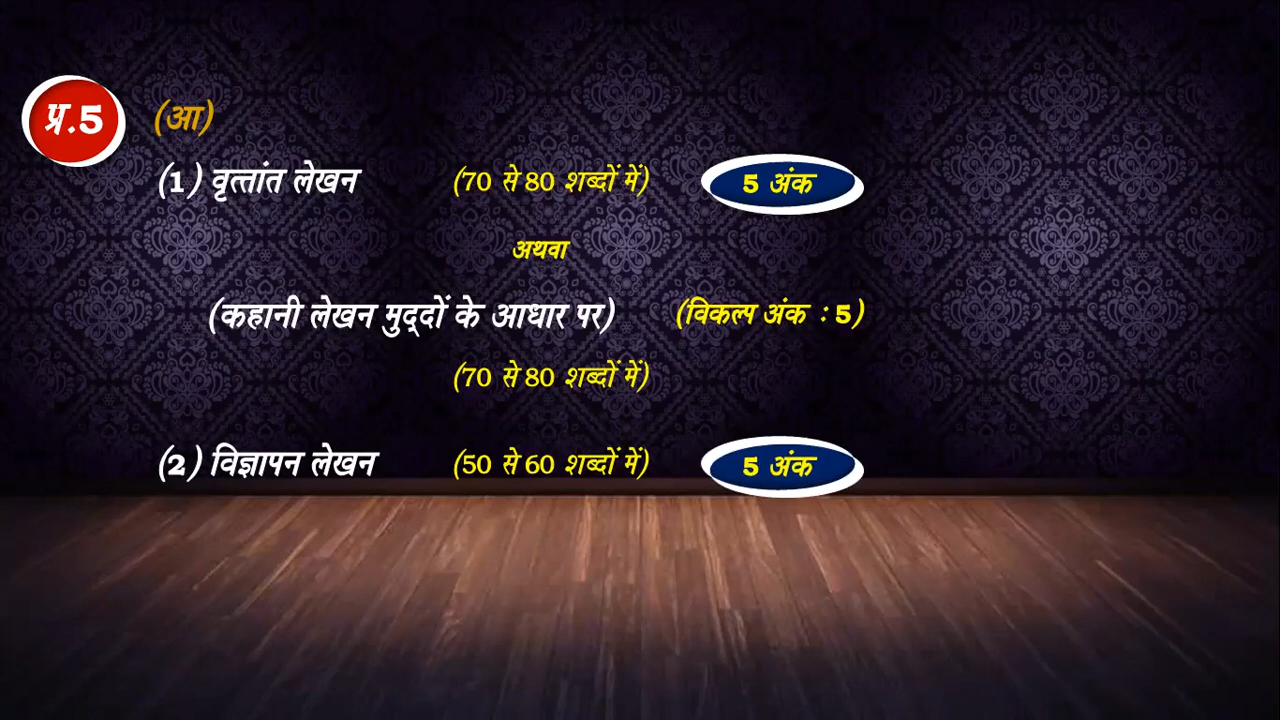 प्र.5 (आ)
(1) वृत्तांत लेखन (70 से 80 शब्दों में) 5 अंक
अथवा
(कहानी लेखन मुद्‌दों के आधार पर) (विकल्प अंक : 5)
(70 से 80 शब्दों में)
(2) विज्ञापन लेखन (50 से 60 शब्दों में) 5 अंक